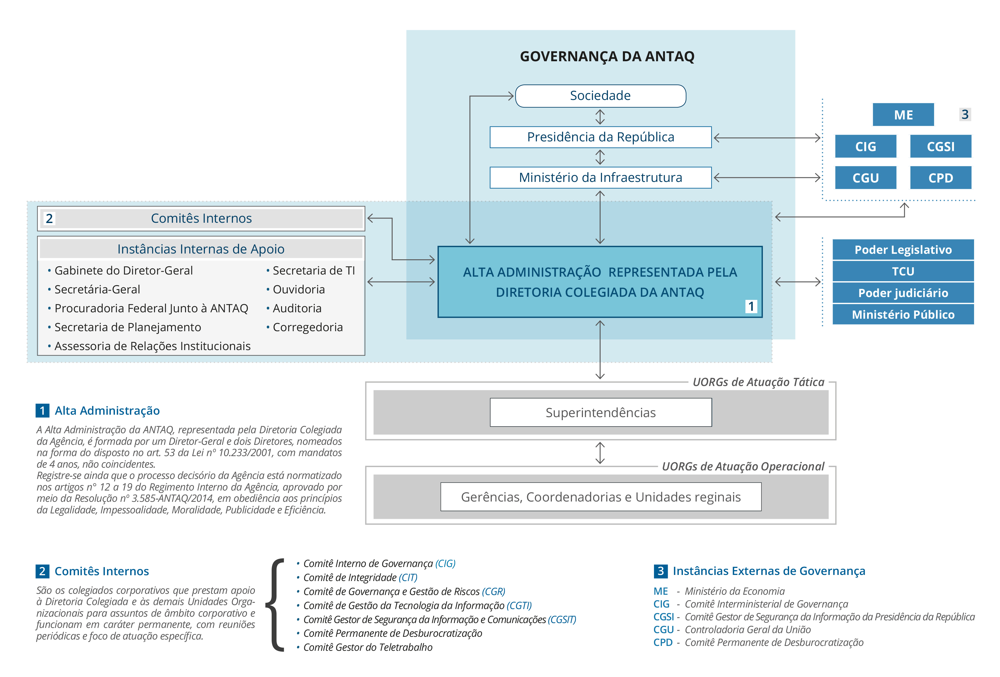 GOVERNANÇA DA ANTAQ
Sociedade
Presidência da República
Ministério da Infraestrutura
ME
3
CIG
CGSI
CGU
CPD
2
Comitês Internos
Instâncias Internas de Apoio
• Gabinete do Diretor-Geral
• Secretária-Geral
• Procuradoria Federal Junto à ANTAQ
• Secretaria de Planejamento
• Assessoria de Relações Institucionais
• Secretaria de TI
• Ouvidoria
• Auditoria
• Corregedoria
ALTA ADMINISTRAÇÃO REPRESENTADA PELA
DIRETORIA COLEGIADA DA ANTAQ
1
Poder Legislativo
TCU
Poder judiciário
Ministério Público
UORGs de Atuação Tática
Superintendências
UORGs de Atuação Operacional
Gerências, Coordenadorias e Unidades reginais
1 Alta Administração
A Alta Administração da ANTAQ, representada pela Diretoria Colegiada
da Agência, é formada por um Diretor-Geral e dois Diretores, nomeados
na forma do disposto no art. 53 da Lei nº 10.233/2001, com mandatos
de 4 anos, não coincidentes.
Registre-se ainda que o processo decisório da Agência está normatizado
nos artigos n° 12 a 19 do Regimento Interno da Agência, aprovado por
meio da Resolução nº 3.585-ANTAQ/2014, em obediência aos princípios
da Legalidade, Impessoalidade, Moralidade, Publicidade e Eficiência.
2 Comitês Internos
São os colegiados corporativos que prestam apoio
à Diretoria Colegiada e às demais Unidades Orga-
nizacionais para assuntos de âmbito corporativo e
funcionam em caráter permanente, com reuniões
periódicas e foco de atuação específica.
• Comitê Interno de Governança (CIG)
• Comitê de Integridade (CIT)
• Comitê de Governança e Gestão de Riscos (CGR)
• Comitê de Gestão da Tecnologia da Informação (CGTI)
• Comitê Gestor de Segurança da Informação e Comunicações (CGSIT)
• Comitê Permanente de Desburocratização
• Comitê Gestor do Teletrabalho
3 Instâncias Externas de Governança
ME - Ministério da Economia
CIG - Comitê Interministerial de Governança
CGSI - Comitê Gestor de Segurança da Informação da Presidência da República
CGU - Controladoria Geral da União
CPD - Comitê Permanente de Desburocratização